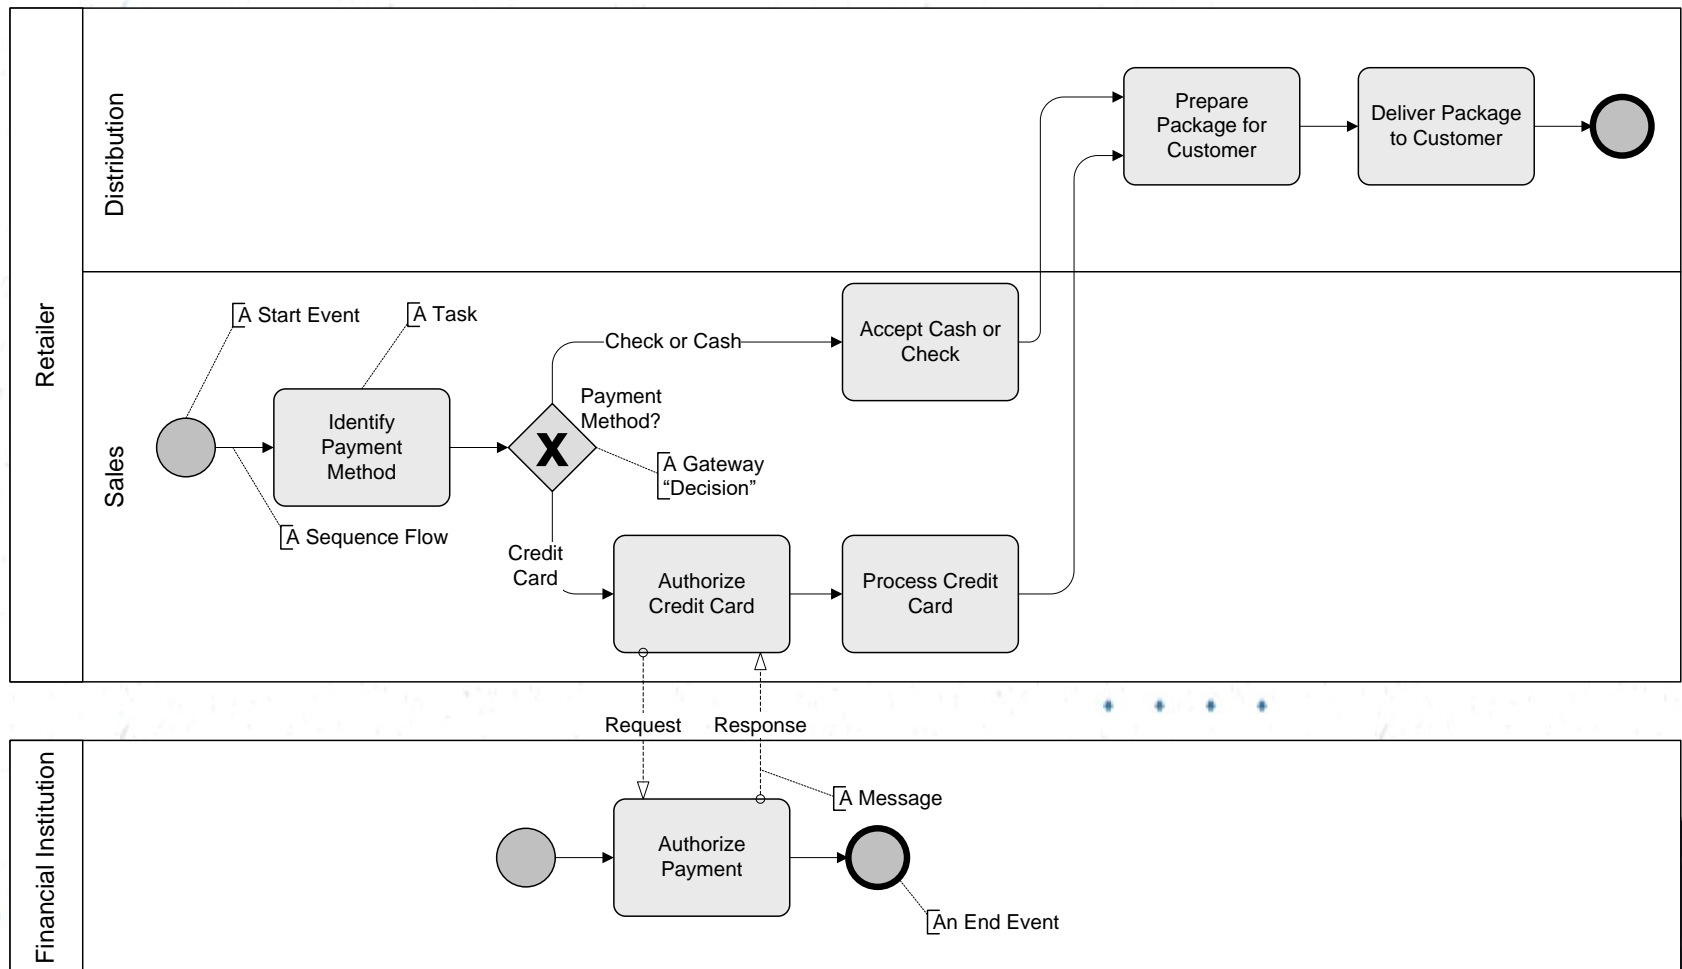 Retailer
Distribution
Prepare
Package for
Customer
Deliver Package
to Customer
Sales
A Start Event
A Task
Identify
Payment
Method
A Sequence Flow
Check or Cash
Payment
Method?
X
A Gateway
“Decision”
Credit
Card
Accept Cash or
Check
Authorize
Credit Card
Process Credit
Card
Request
Response
Financial Institution
A Message
Authorize
Payment
An End Event